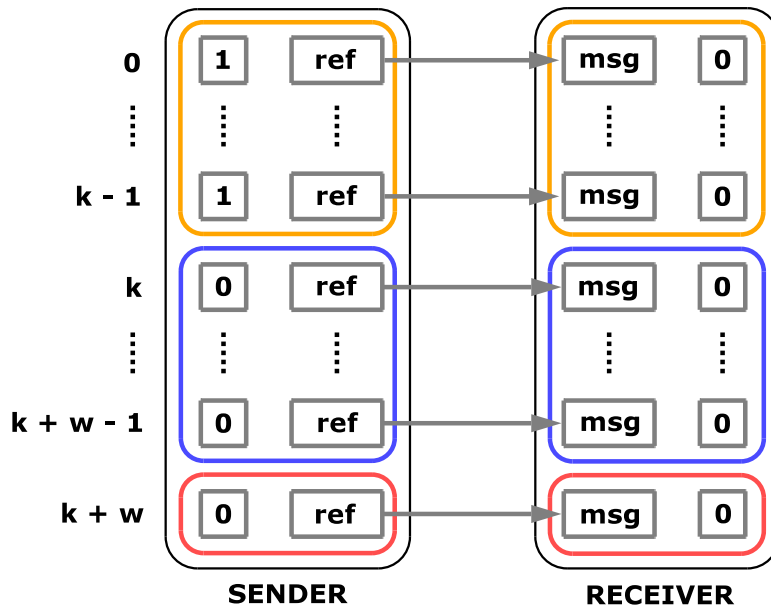 0 1 ref msg 0
k - 1 1 ref msg 0
k 0 ref msg 0
k + w - 1 0 ref msg 0
k + w 0 ref msg 0
SENDER RECEIVER